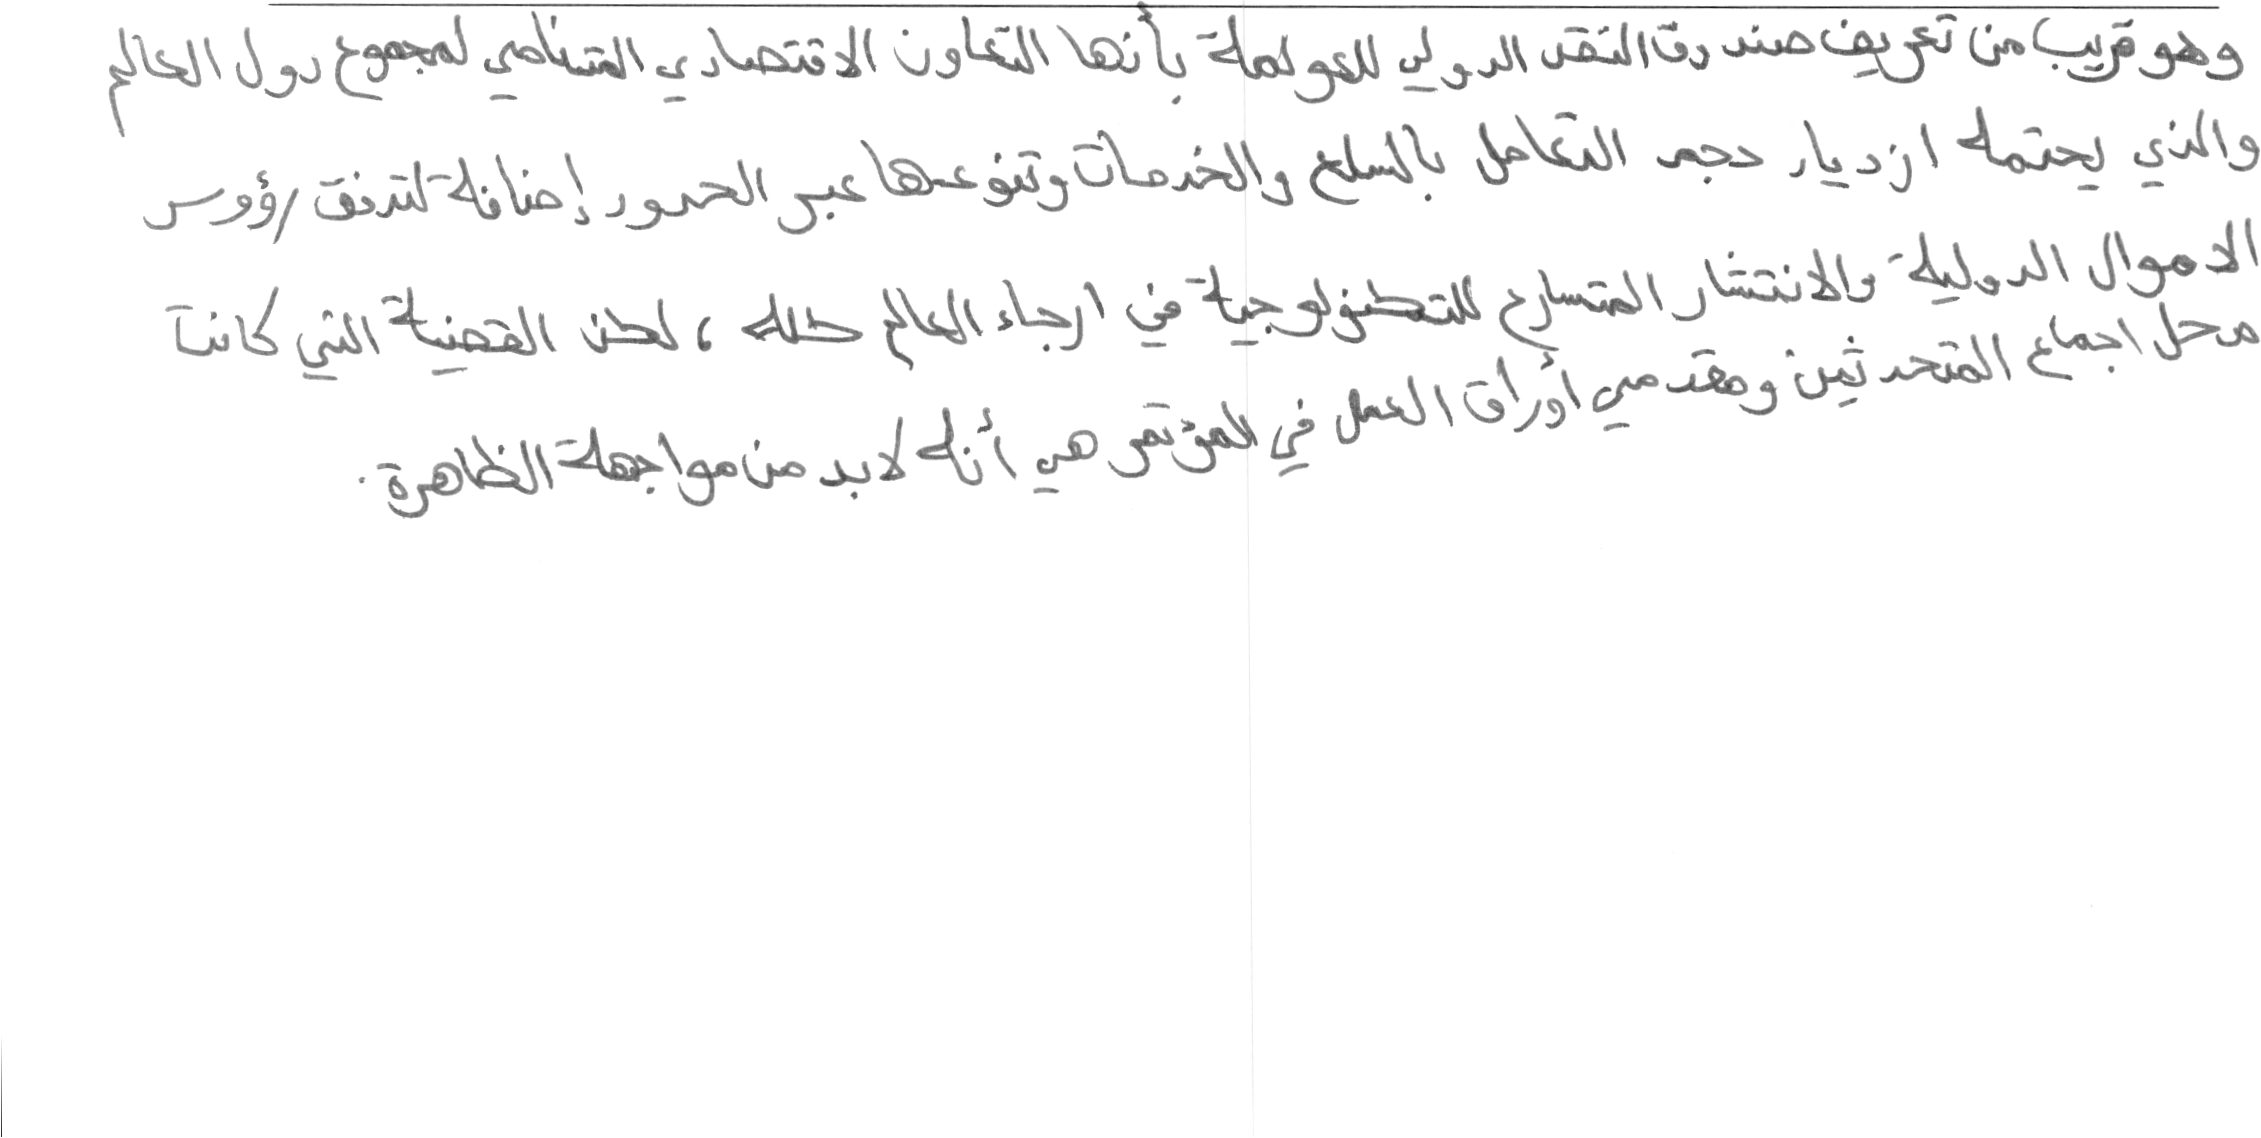 وهو قريب من تعريف صندوق النقد الدولي للعولمة بأنها التعاون الاقتصادي المتنامي لمجموع دول العالم
والذي يحتمه ازدياد حجم التعامل بالسلع والخدمات وتنوعها عبر الحدود إضافة لتدفق رؤوس
الاموال الدولية والانتشار المتسارع للتكنولوجية في ارجاء العالم كله ، لكن القضية التي كانت
محل اجماع المتحدثين ومقدمي أوراق العمل في المؤتمر هي أنه لابد من مواجهة الظاهرة .